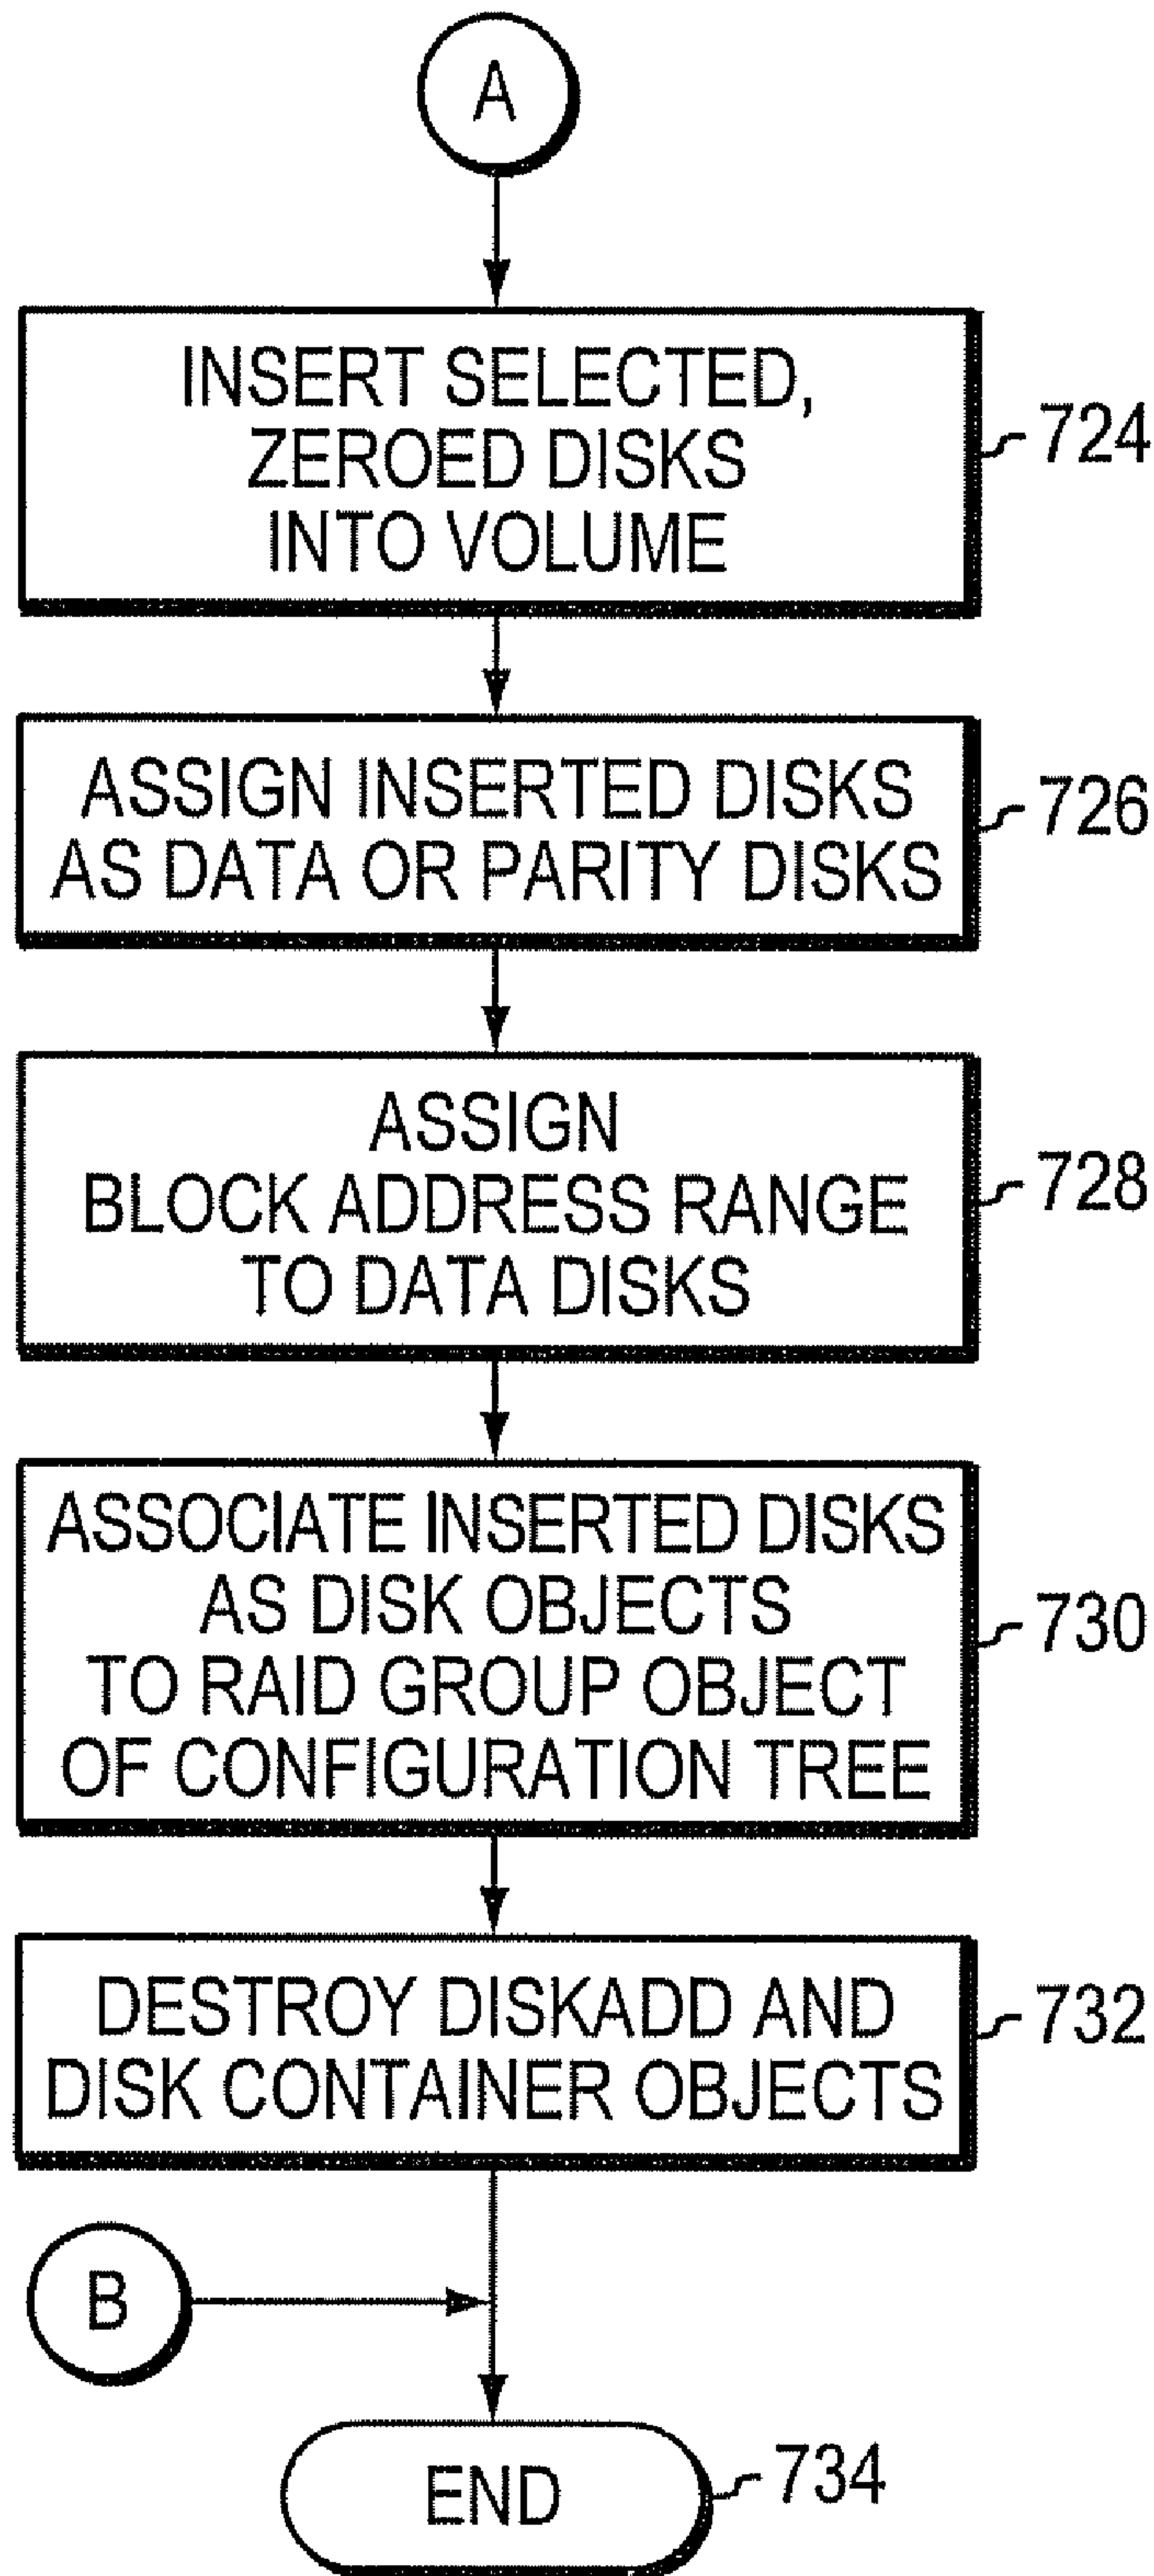 A
INSERT SELECTED,
ZEROED DISKS
INTO VOLUME
724
ASSIGN INSERTED DISKS
AS DATA OR PARITY DISKS
726
ASSIGN
BLOCK ADDRESS RANGE
TO DATA DISKS
728
ASSOCIATE INSERTED DISKS
AS DISK OBJECTS
TO RAID GROUP OBJECT
OF CONFIGURATION TREE
730
DESTROY DISKADD AND
DISK CONTAINER OBJECTS
732
B
END
734